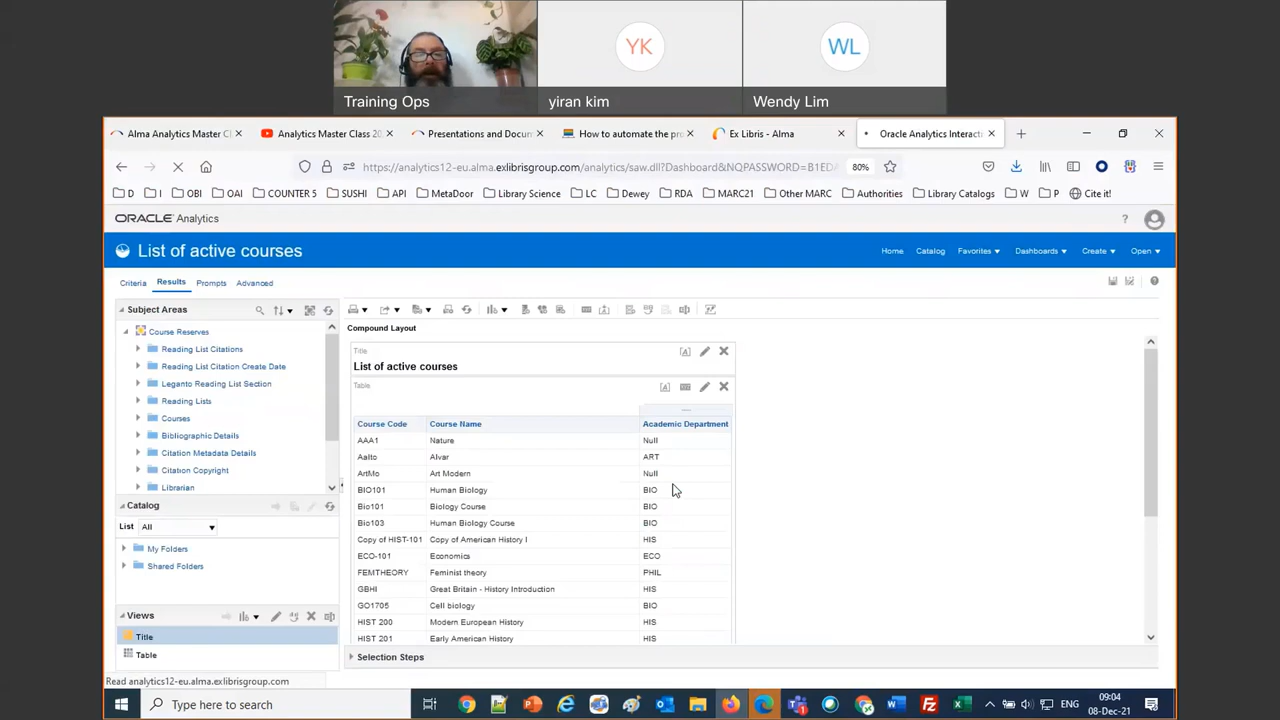 YK
WL
Training Ops
yiran kim
Wendy Lim
Alma Analytics Master Cl
Analytics Master Class 20
Presentations and Docum
How to automate the pro
Ex Libris - Alma
Oracle Analytics Interact
https://analytics12-eu.alma.exlibrisgroup.com/analytics/saw.dll?Dashboard&NQPASSWORD=B1ED
80%
D
I
OBI
OAI
COUNTER 5
SUSHI
API
MetaDoor
Library Science
LC
Dewey
RDA
MARC21
Other MARC
Authorities
Library Catalogs
W
P
Cite it!
ORACLE Analytics
List of active courses
Home
Catalog
Favorites
Dashboards
Create
Open
Criteria
Results
Prompts
Advanced
Subject Areas
Course Reserves
Reading List Citations
Reading List Citation Create Date
Leganto Reading List Section
Reading Lists
Courses
Bibliographic Details
Citation Metadata Details
Citation Copyright
Librarian
Catalog
List All
My Folders
Shared Folders
Views
Title
Table
Compound Layout
Title
List of active courses
Table
Course Code Course Name Academic Department
AAA1 Nature Null
Aalto Alvar ART
ArtMo Art Modern Null
BIO101 Human Biology BIO
Bio101 Biology Course BIO
Bio103 Human Biology Course BIO
Copy of HIST-101 Copy of American History I HIS
ECO-101 Economics ECO
FEMTHEORY Feminist theory PHIL
GBHI Great Britain - History Introduction HIS
GO1705 Cell biology BIO
HIST 200 Modern European History HIS
HIST 201 Early American History HIS
Selection Steps
Read analytics12-eu.alma.exlibrisgroup.com
Type here to search
ENG
09:04
08-Dec-21